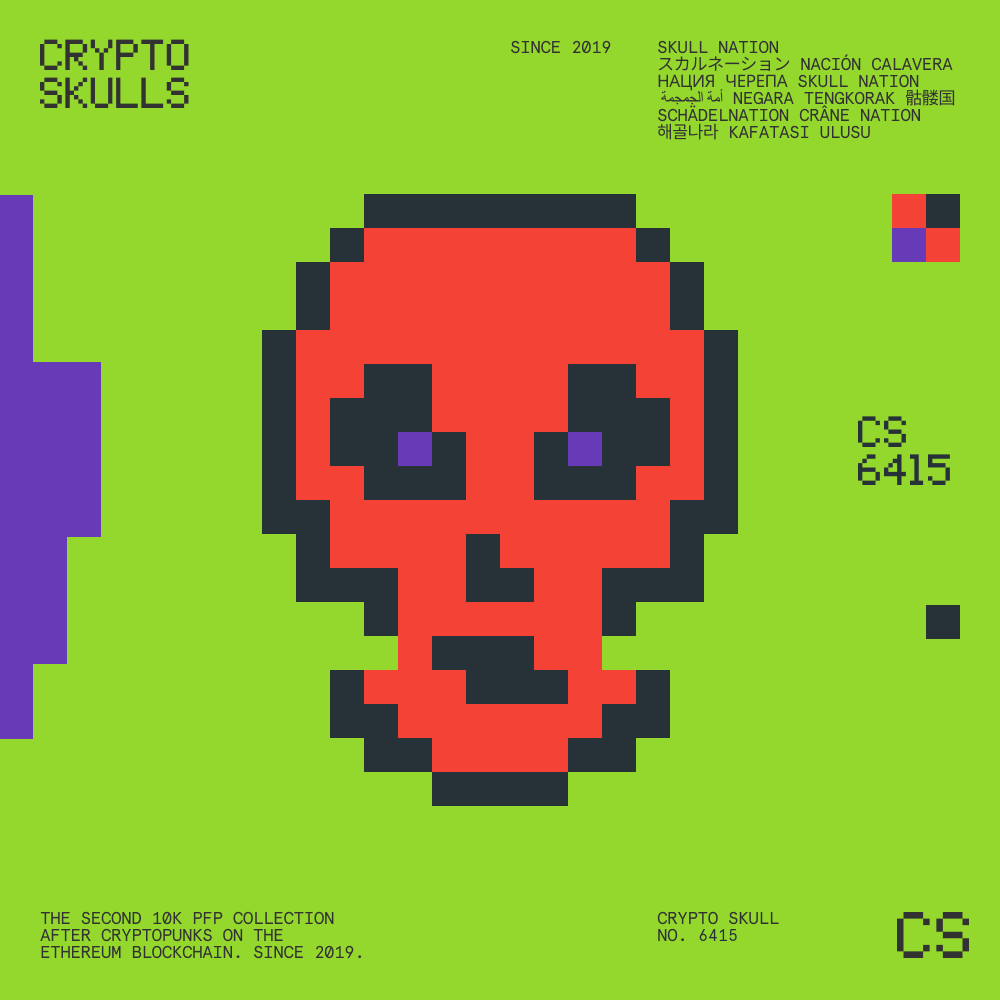 CRYPTO
SKULLS
SINCE 2019
SKULL NATION
スカルネーション NACIÓN CALAVERA
НАЦИЯ ЧЕРЕПА SKULL NATION
أمة الجمجمة NEGARA TENGKORAK 骷髅国
SCHÄDELNATION CRÂNE NATION
해골나라 KAFATASI ULUSU
CS
6415
THE SECOND 10K PFP COLLECTION
AFTER CRYPTOPUNKS ON THE
ETHEREUM BLOCKCHAIN. SINCE 2019.
CRYPTO SKULL
NO. 6415
CS